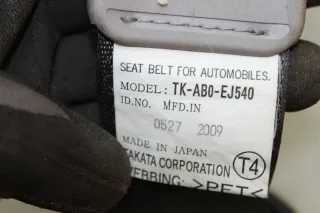 SEAT BELT FOR AUTOMOBILES.
MODEL: TK-AB0-EJ540
ID.NO. MFD.IN
0527 2009
MADE IN JAPAN
TAKATA CORPORATION T4
WEBBING: >PET<